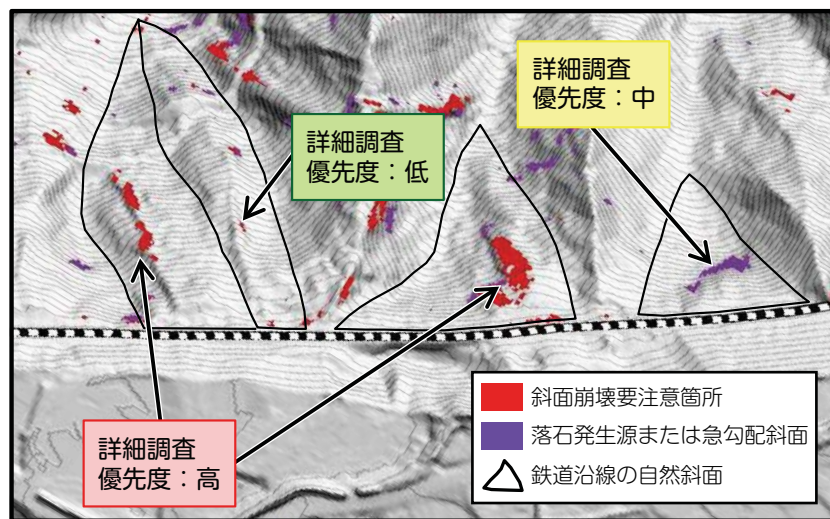 詳細調査
優先度：中
詳細調査
優先度：低
詳細調査
優先度：高
斜面崩壊要注意箇所
落石発生源または急勾配斜面
鉄道沿線の自然斜面